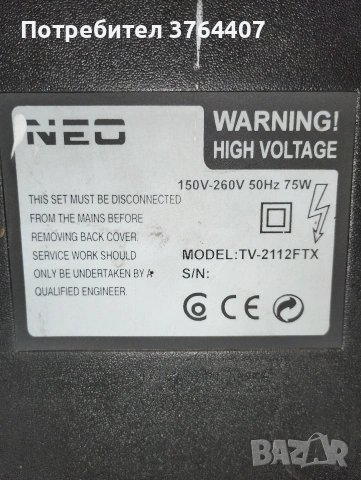 Потребител 3764407
NEO
WARNING!
HIGH VOLTAGE
150V-260V 50Hz 75W
THIS SET MUST BE DISCONNECTED
FROM THE MAINS BEFORE
REMOVING BACK COVER.
SERVICE WORK SHOULD
ONLY BE UNDERTAKEN BY A
QUALIFIED ENGINEER.
MODEL:TV-2112FTX
S/N:
CE
BAZAR